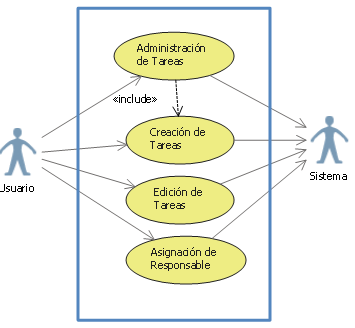 Administración
de Tareas
«include»
Creación de
Tareas
Usuario
Sistema
Edición de
Tareas
Asignación de
Responsable